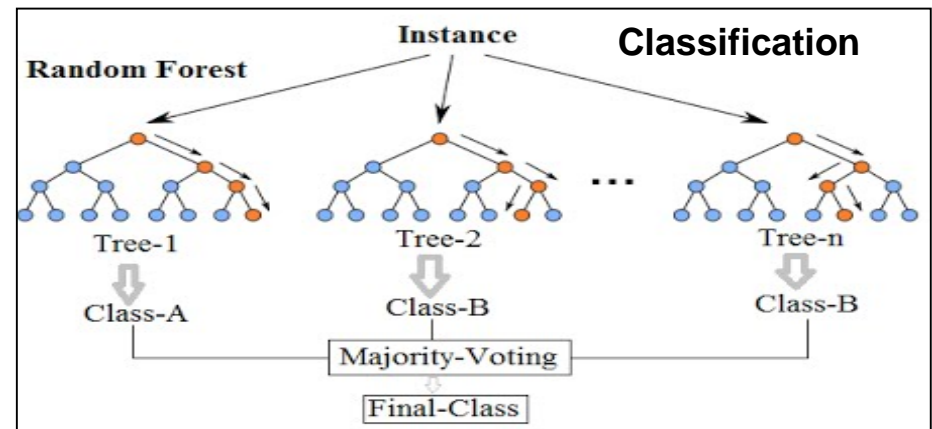 Instance
Classification
Random Forest
...
Tree-1
Tree-2
Tree-n
Class-A
Class-B
Class-B
Majority-Voting
Final-Class